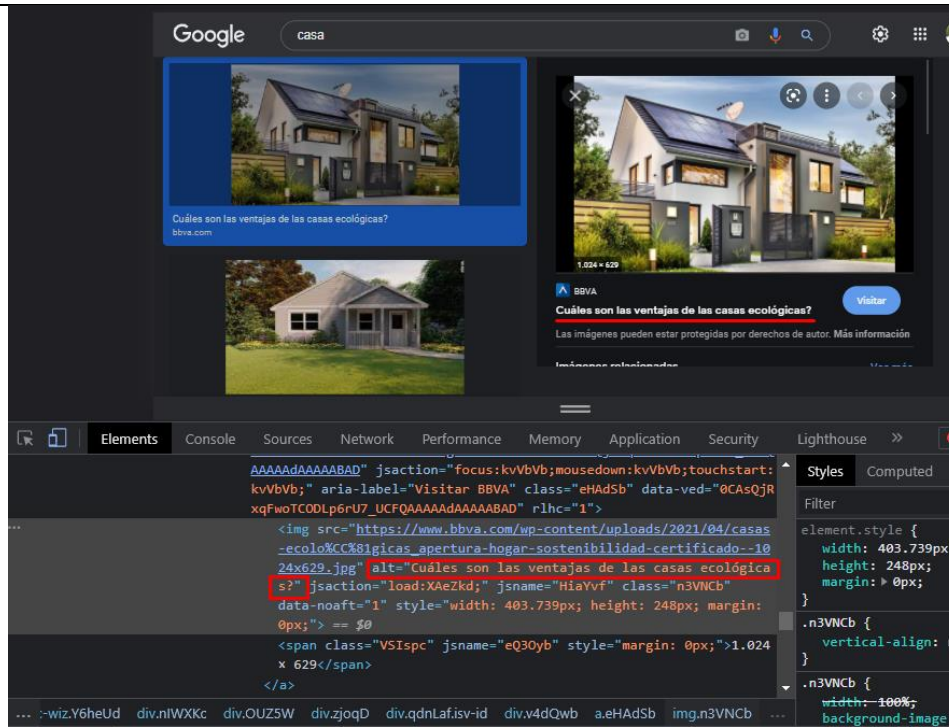 Google
casa
Cuáles son las ventajas de las casas ecológicas?
bbva.com
1.024 × 629
BBVA
Cuáles son las ventajas de las casas ecológicas?
Visitar
Las imágenes pueden estar protegidas por derechos de autor. Más información
Imágenes relacionadas
Ver más
Elements Console Sources Network Performance Memory Application Security Lighthouse »
AAAAAdAAAAABAD" jsaction="focus:kvVbVb;mousedown:kvVbVb;touchstart:
kvVbVb;" aria-label="Visitar BBVA" class="eHAdSb" data-ved="0CAsQjR
xqFwoTCODLp6rU7_UCFQAAAAAdAAAAABAD" rlhc="1">
<img src="https://www.bbva.com/wp-content/uploads/2021/04/casas
-ecolo%CC%81gicas_apertura-hogar-sostenibilidad-certificado--10
24x629.jpg" alt="Cuáles son las ventajas de las casas ecológica
s?" jsaction="load:XAeZkd;" jsname="HiaYvf" class="n3VNCb"
data-noaft="1" style="width: 403.739px; height: 248px; margin:
0px;"> == $0
<span class="VSIspc" jsname="eQ3Oyb" style="margin: 0px;">1.024
× 629</span>
</a>
... :-wiz.Y6heUd div.nIWXKc div.OUZ5W div.zjoqD div.qdnLaf.isv-id div.v4dQwb a.eHAdSb img.n3VNCb ...
Styles Computed
Filter
element.style {
width: 403.739px
height: 248px;
margin: 0px;
}
.n3VNCb {
vertical-align:
}
.n3VNCb {
width: 100%;
background-image